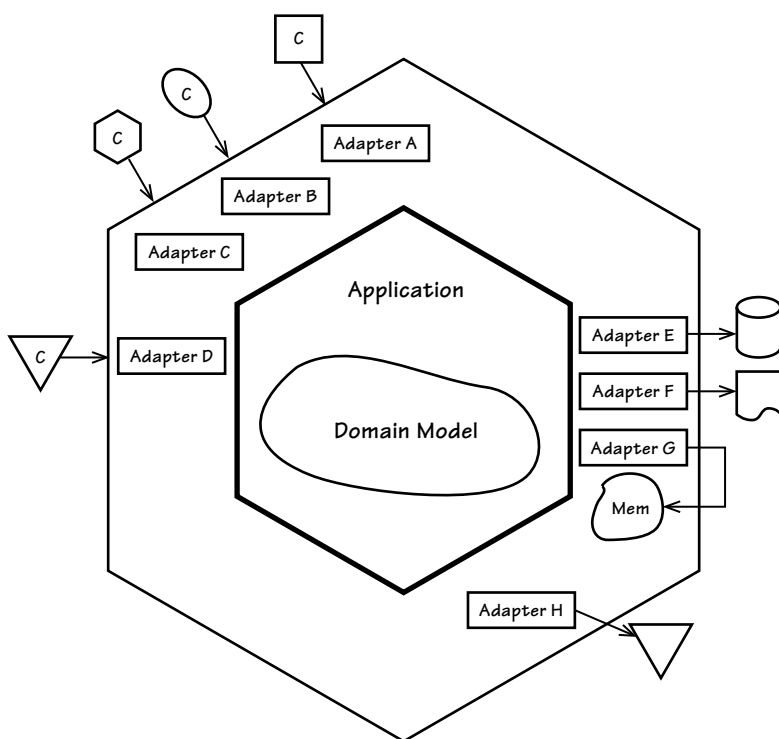 C
C
Adapter A
C
Adapter B
Adapter C
Application
Adapter E
C
Adapter D
Adapter F
Domain Model
Adapter G
Mem
Adapter H